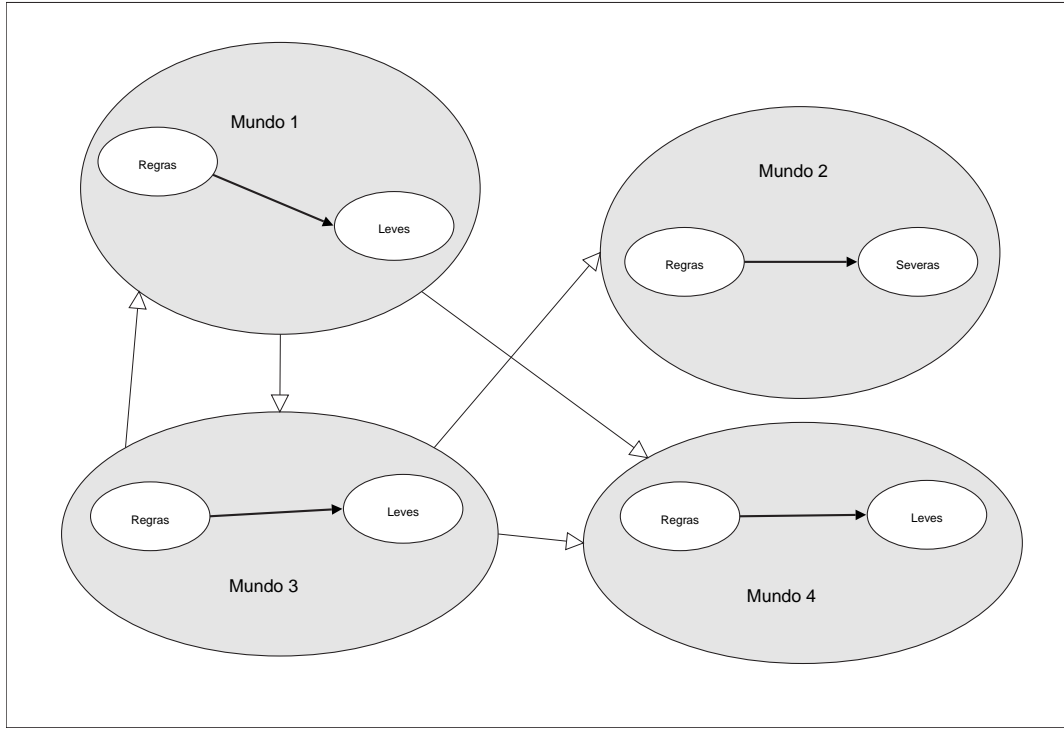 Mundo 1
Regras
Leves
Mundo 2
Regras
Severas
Regras
Leves
Mundo 3
Regras
Leves
Mundo 4